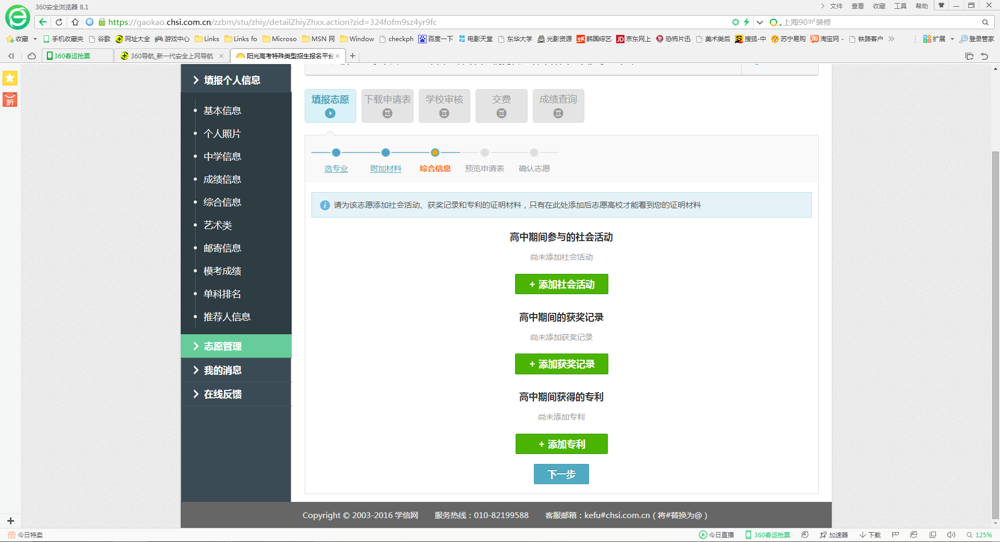 360安全浏览器 8.1
文件 查看 收藏 工具 帮助
https://gaokao.chsi.com.cn/zzbm/stu/zhiy/detailZhiyZhxx.action?zid=324fofm9sz4yr9fc
上海90㎡装修
收藏 手机收藏夹 谷歌 网址大全 游戏中心 Links Links fo Microso MSN 网 Window checkph 百度一下 电影天堂 东华大学 光影资源 韩国综艺 京东网上 恐怖片迅 美术类后 搜狐-中 苏宁易购 淘宝网 - 铁路客户 扩展 登录管家
360春运抢票 360导航_新一代安全上网导航 阳光高考特殊类型招生报名平台
折
填报个人信息
基本信息
个人照片
中学信息
成绩信息
综合信息
艺术类
邮寄信息
模考成绩
单科排名
推荐人信息
志愿管理
我的消息
在线反馈
填报志愿 下载申请表 学校审核 交费 成绩查询
选专业 附加材料 综合信息 预览申请表 确认志愿
请为该志愿添加社会活动、获奖记录和专利的证明材料，只有在此处添加后志愿高校才能看到您的证明材料
高中期间参与的社会活动
尚未添加社会活动
+ 添加社会活动
高中期间的获奖记录
尚未添加获奖记录
+ 添加获奖记录
高中期间获得的专利
尚未添加专利
+ 添加专利
下一步
Copyright © 2003-2016 学信网 服务热线：010-82199588 客服邮箱：kefu#chsi.com.cn（将#替换为@）
今日特卖
今日直播 360春运抢票 加速器 下载 125%